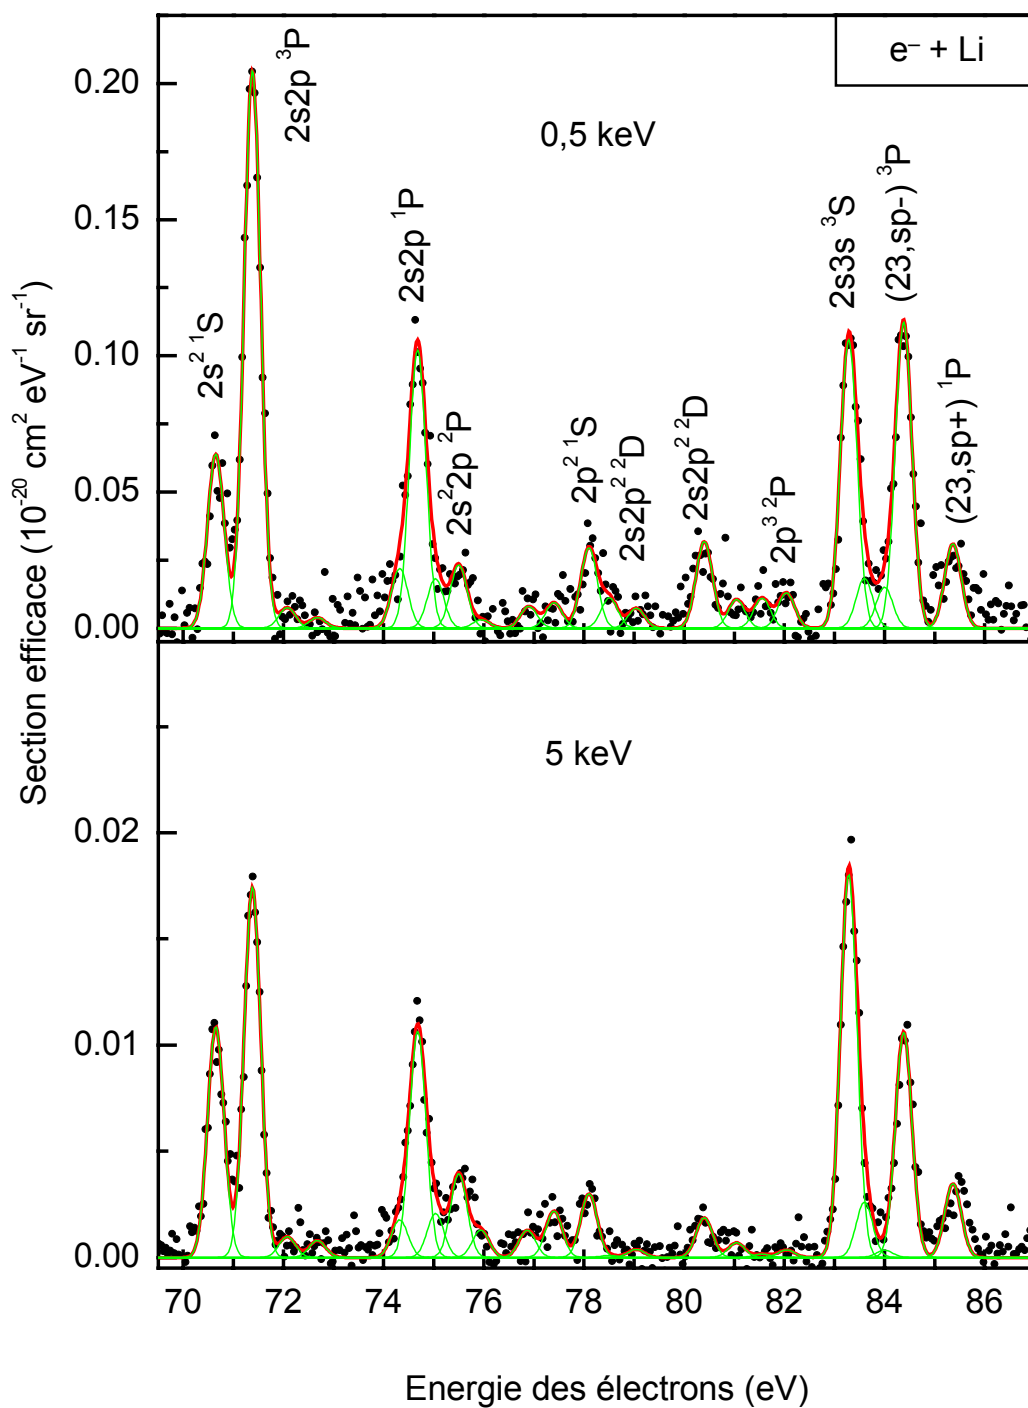 e⁻ + Li
0,5 keV
2s² ¹S
2s2p ³P
2s2p ¹P
2s²2p ²P
2p² ¹S
2s2p² ²D
2s2p² ²D
2p³ ²P
2s3s ³S
(23,sp-) ³P
(23,sp+) ¹P
0.20
0.15
0.10
0.05
0.00
Section efficace (10⁻²⁰ cm² eV⁻¹ sr⁻¹)
5 keV
0.02
0.01
0.00
70 72 74 76 78 80 82 84 86
Energie des électrons (eV)